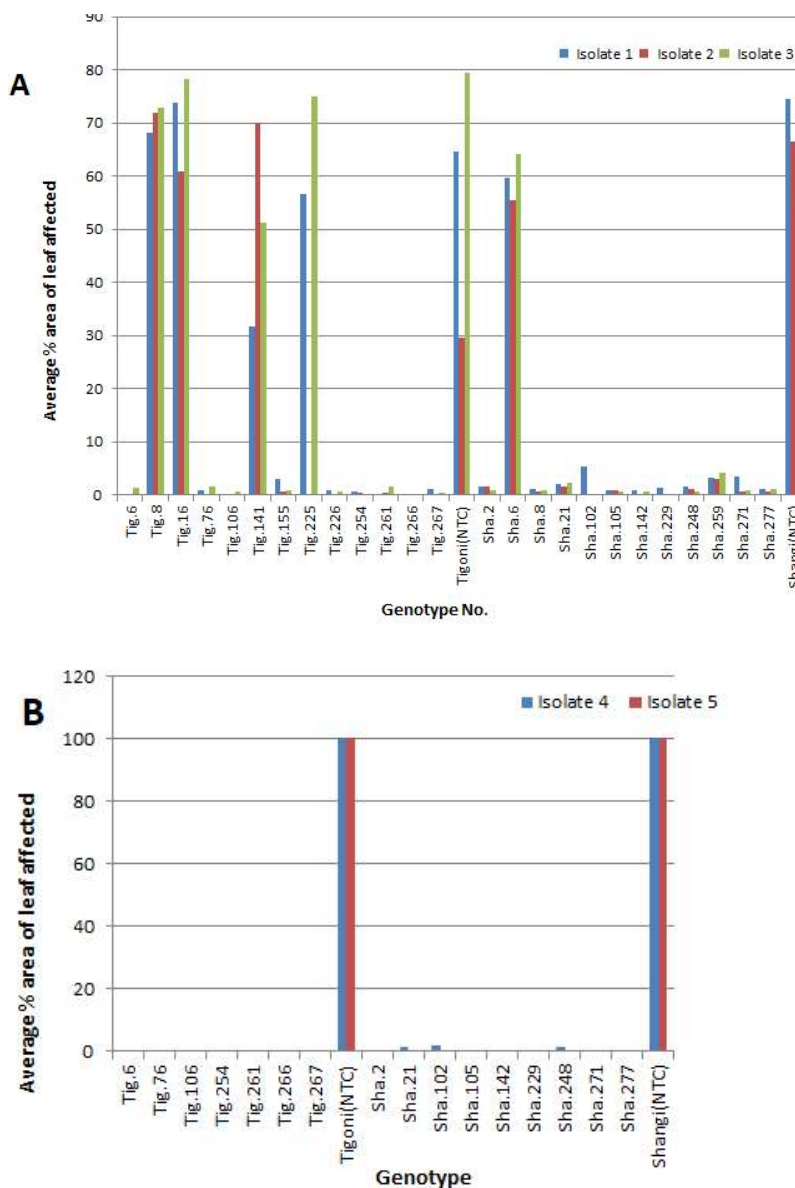 A
90
80
70
60
50
40
30
20
10
0
Average % area of leaf affected
Isolate 1 Isolate 2 Isolate 3
Tig.6 Tig.8 Tig.16 Tig.76 Tig.106 Tig.141 Tig.155 Tig.225 Tig.226 Tig.254 Tig.261 Tig.266 Tig.267 Tigoni(NTC) Sha.2 Sha.6 Sha.8 Sha.21 Sha.102 Sha.105 Sha.142 Sha.229 Sha.248 Sha.259 Sha.271 Sha.277 Shangi(NTC)
Genotype No.
B
120
100
80
60
40
20
0
Average % area of leaf affected
Isolate 4 Isolate 5
Tig.6 Tig.76 Tig.106 Tig.254 Tig.261 Tig.266 Tig.267 Tigoni(NTC) Sha.2 Sha.21 Sha.102 Sha.105 Sha.142 Sha.229 Sha.248 Sha.271 Sha.277 Shangi(NTC)
Genotype